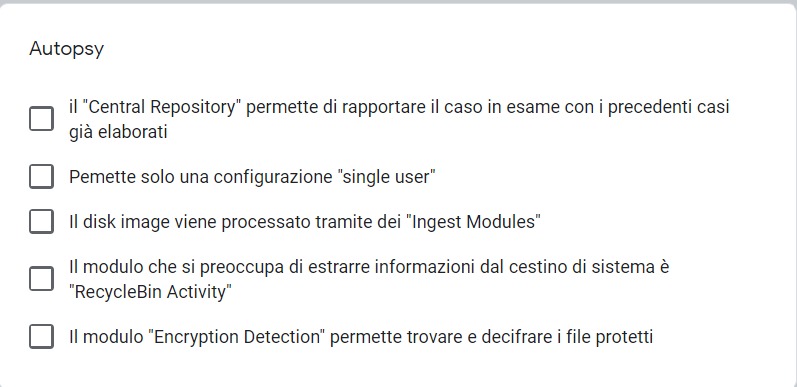 Autopsy
il "Central Repository" permette di rapportare il caso in esame con i precedenti casi
già elaborati
Pemette solo una configurazione "single user"
Il disk image viene processato tramite dei "Ingest Modules"
Il modulo che si preoccupa di estrarre informazioni dal cestino di sistema è
"RecycleBin Activity"
Il modulo "Encryption Detection" permette trovare e decifrare i file protetti